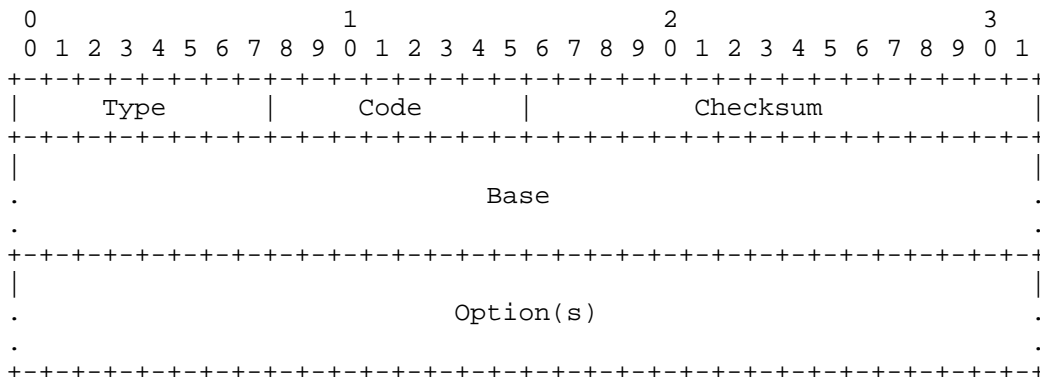 0                   1                   2                   3
 0 1 2 3 4 5 6 7 8 9 0 1 2 3 4 5 6 7 8 9 0 1 2 3 4 5 6 7 8 9 0 1
+-+-+-+-+-+-+-+-+-+-+-+-+-+-+-+-+-+-+-+-+-+-+-+-+-+-+-+-+-+-+-+-+
|     Type      |     Code      |          Checksum             |
+-+-+-+-+-+-+-+-+-+-+-+-+-+-+-+-+-+-+-+-+-+-+-+-+-+-+-+-+-+-+-+-+
|                                                               |
.                             Base                              .
.                                                               .
+-+-+-+-+-+-+-+-+-+-+-+-+-+-+-+-+-+-+-+-+-+-+-+-+-+-+-+-+-+-+-+-+
|                                                               |
.                           Option(s)                           .
.                                                               .
+-+-+-+-+-+-+-+-+-+-+-+-+-+-+-+-+-+-+-+-+-+-+-+-+-+-+-+-+-+-+-+-+